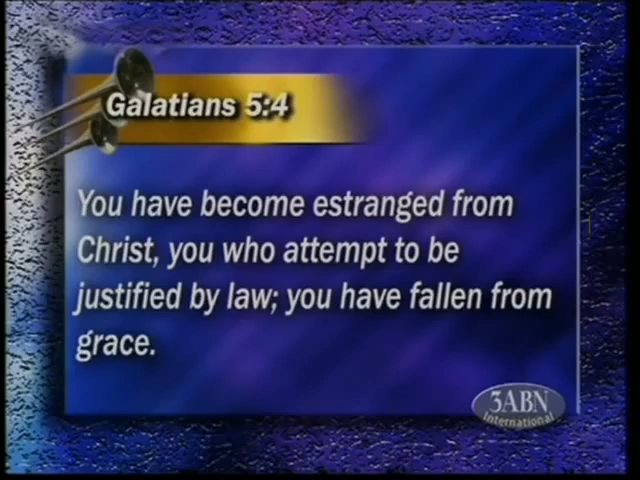 Galatians 5:4
You have become estranged from
Christ, you who attempt to be
justified by law; you have fallen from
grace.
3ABN
International